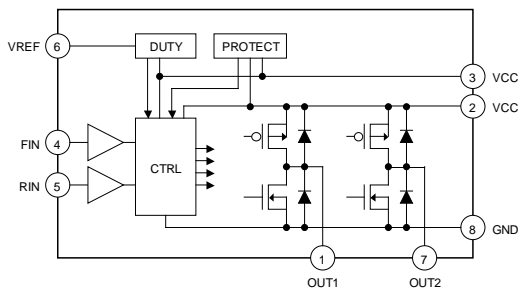 VREF 6 DUTY PROTECT
3 VCC
2 VCC
FIN 4
CTRL
RIN 5
8 GND
1 7
OUT1 OUT2